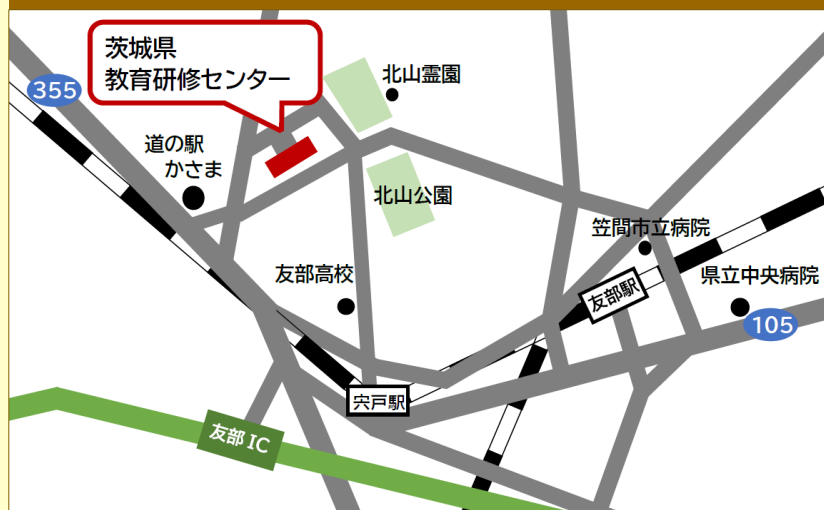 茨城県
教育研修センター
北山霊園
355
道の駅
かさま
北山公園
笠間市立病院
友部高校
県立中央病院
友部駅
105
宍戸駅
友部 IC